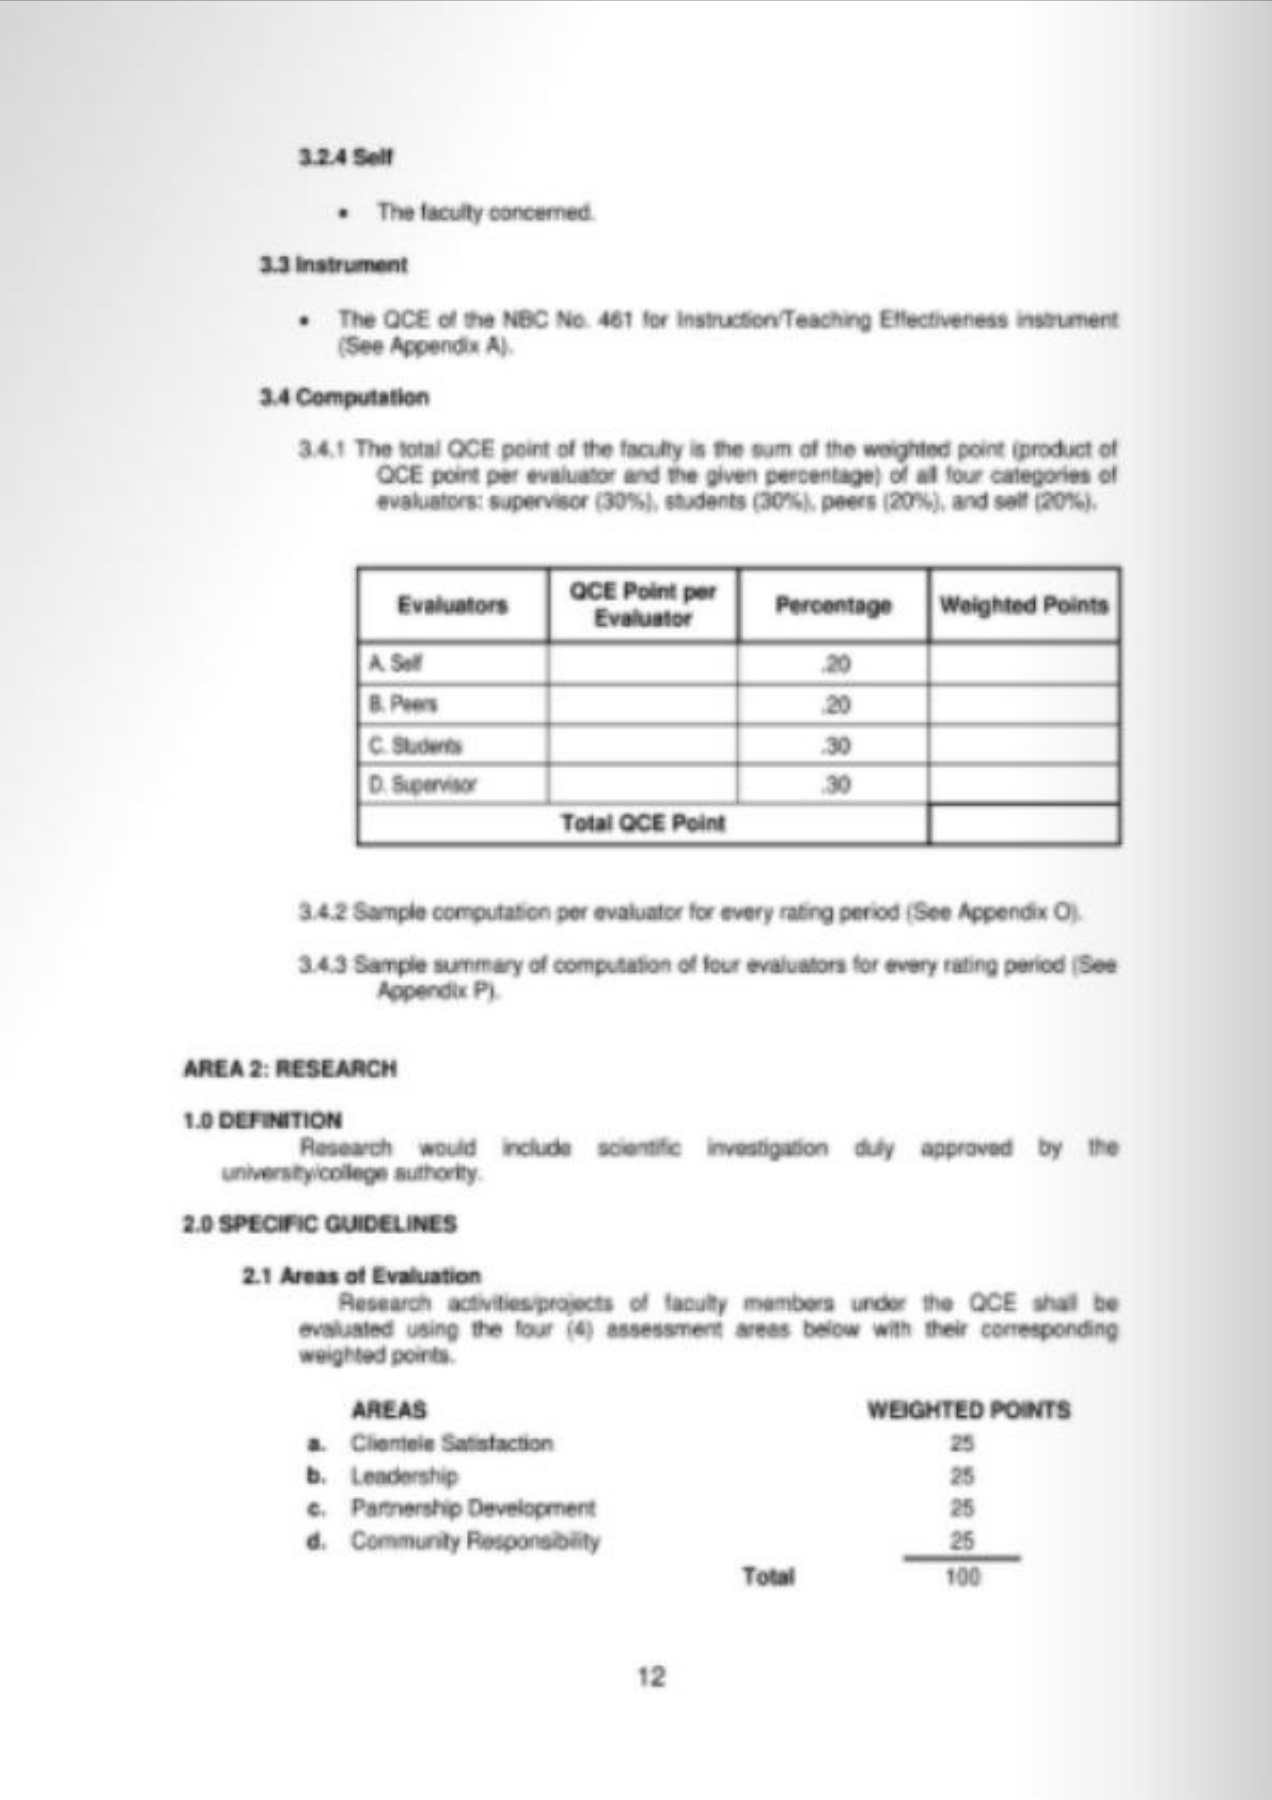 3.2.4 Self
• The faculty concerned.
3.3 Instrument
• The QCE of the NBC No. 461 for Instruction/Teaching Effectiveness instrument
(See Appendix A).
3.4 Computation
3.4.1 The total QCE point of the faculty is the sum of the weighted point (product of
QCE point per evaluator and the given percentage) of all four categories of
evaluators: supervisor (30%), students (30%), peers (20%), and self (20%).
Evaluators QCE Point per Evaluator Percentage Weighted Points
A. Self .20
B. Peers .20
C. Students .30
D. Supervisor .30
Total QCE Point
3.4.2 Sample computation per evaluator for every rating period (See Appendix O).
3.4.3 Sample summary of computation of four evaluators for every rating period (See
Appendix P).
AREA 2: RESEARCH
1.0 DEFINITION
Research would include scientific investigation duly approved by the
university/college authority.
2.0 SPECIFIC GUIDELINES
2.1 Areas of Evaluation
Research activities/projects of faculty members under the QCE shall be
evaluated using the four (4) assessment areas below with their corresponding
weighted points.
AREAS WEIGHTED POINTS
a. Clientele Satisfaction 25
b. Leadership 25
c. Partnership Development 25
d. Community Responsibility 25
Total 100
12